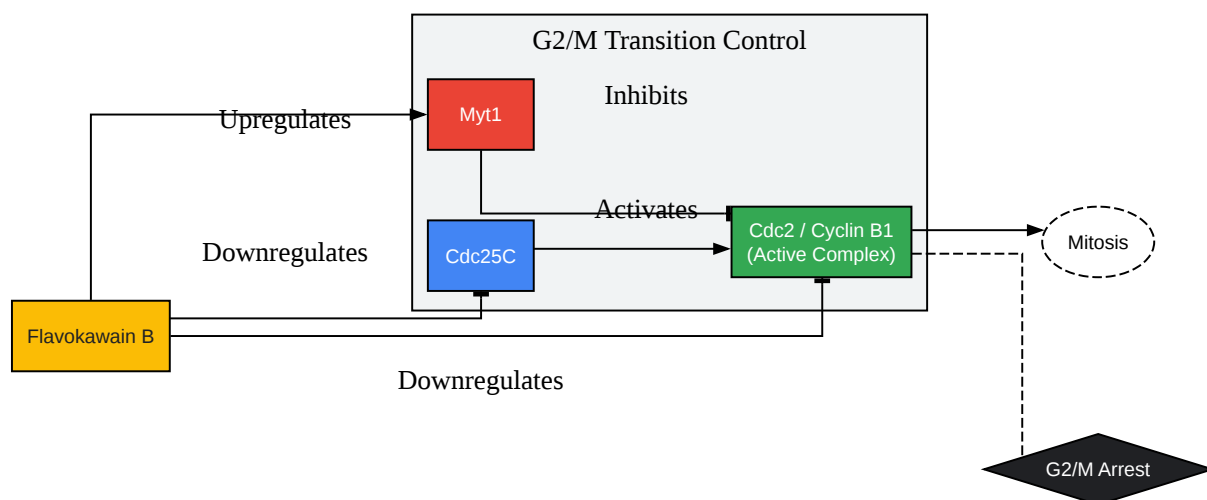 G2/M Transition Control
Inhibits
Myt1
Upregulates
Activates
Cdc2 / Cyclin B1
(Active Complex)
Mitosis
Downregulates
Cdc25C
Flavokawain B
Downregulates
G2/M Arrest